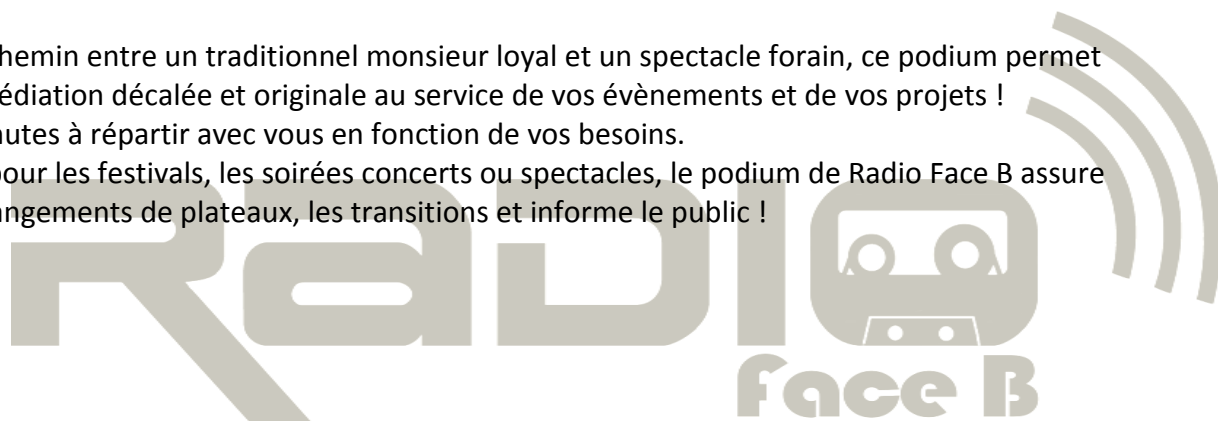 hemin entre un traditionnel monsieur loyal et un spectacle forain, ce podium permet
édiation décalée et originale au service de vos évènements et de vos projets !
utes à répartir avec vous en fonction de vos besoins.
pour les festivals, les soirées concerts ou spectacles, le podium de Radio Face B assure
angements de plateaux, les transitions et informe le public !
RaDIO
face B